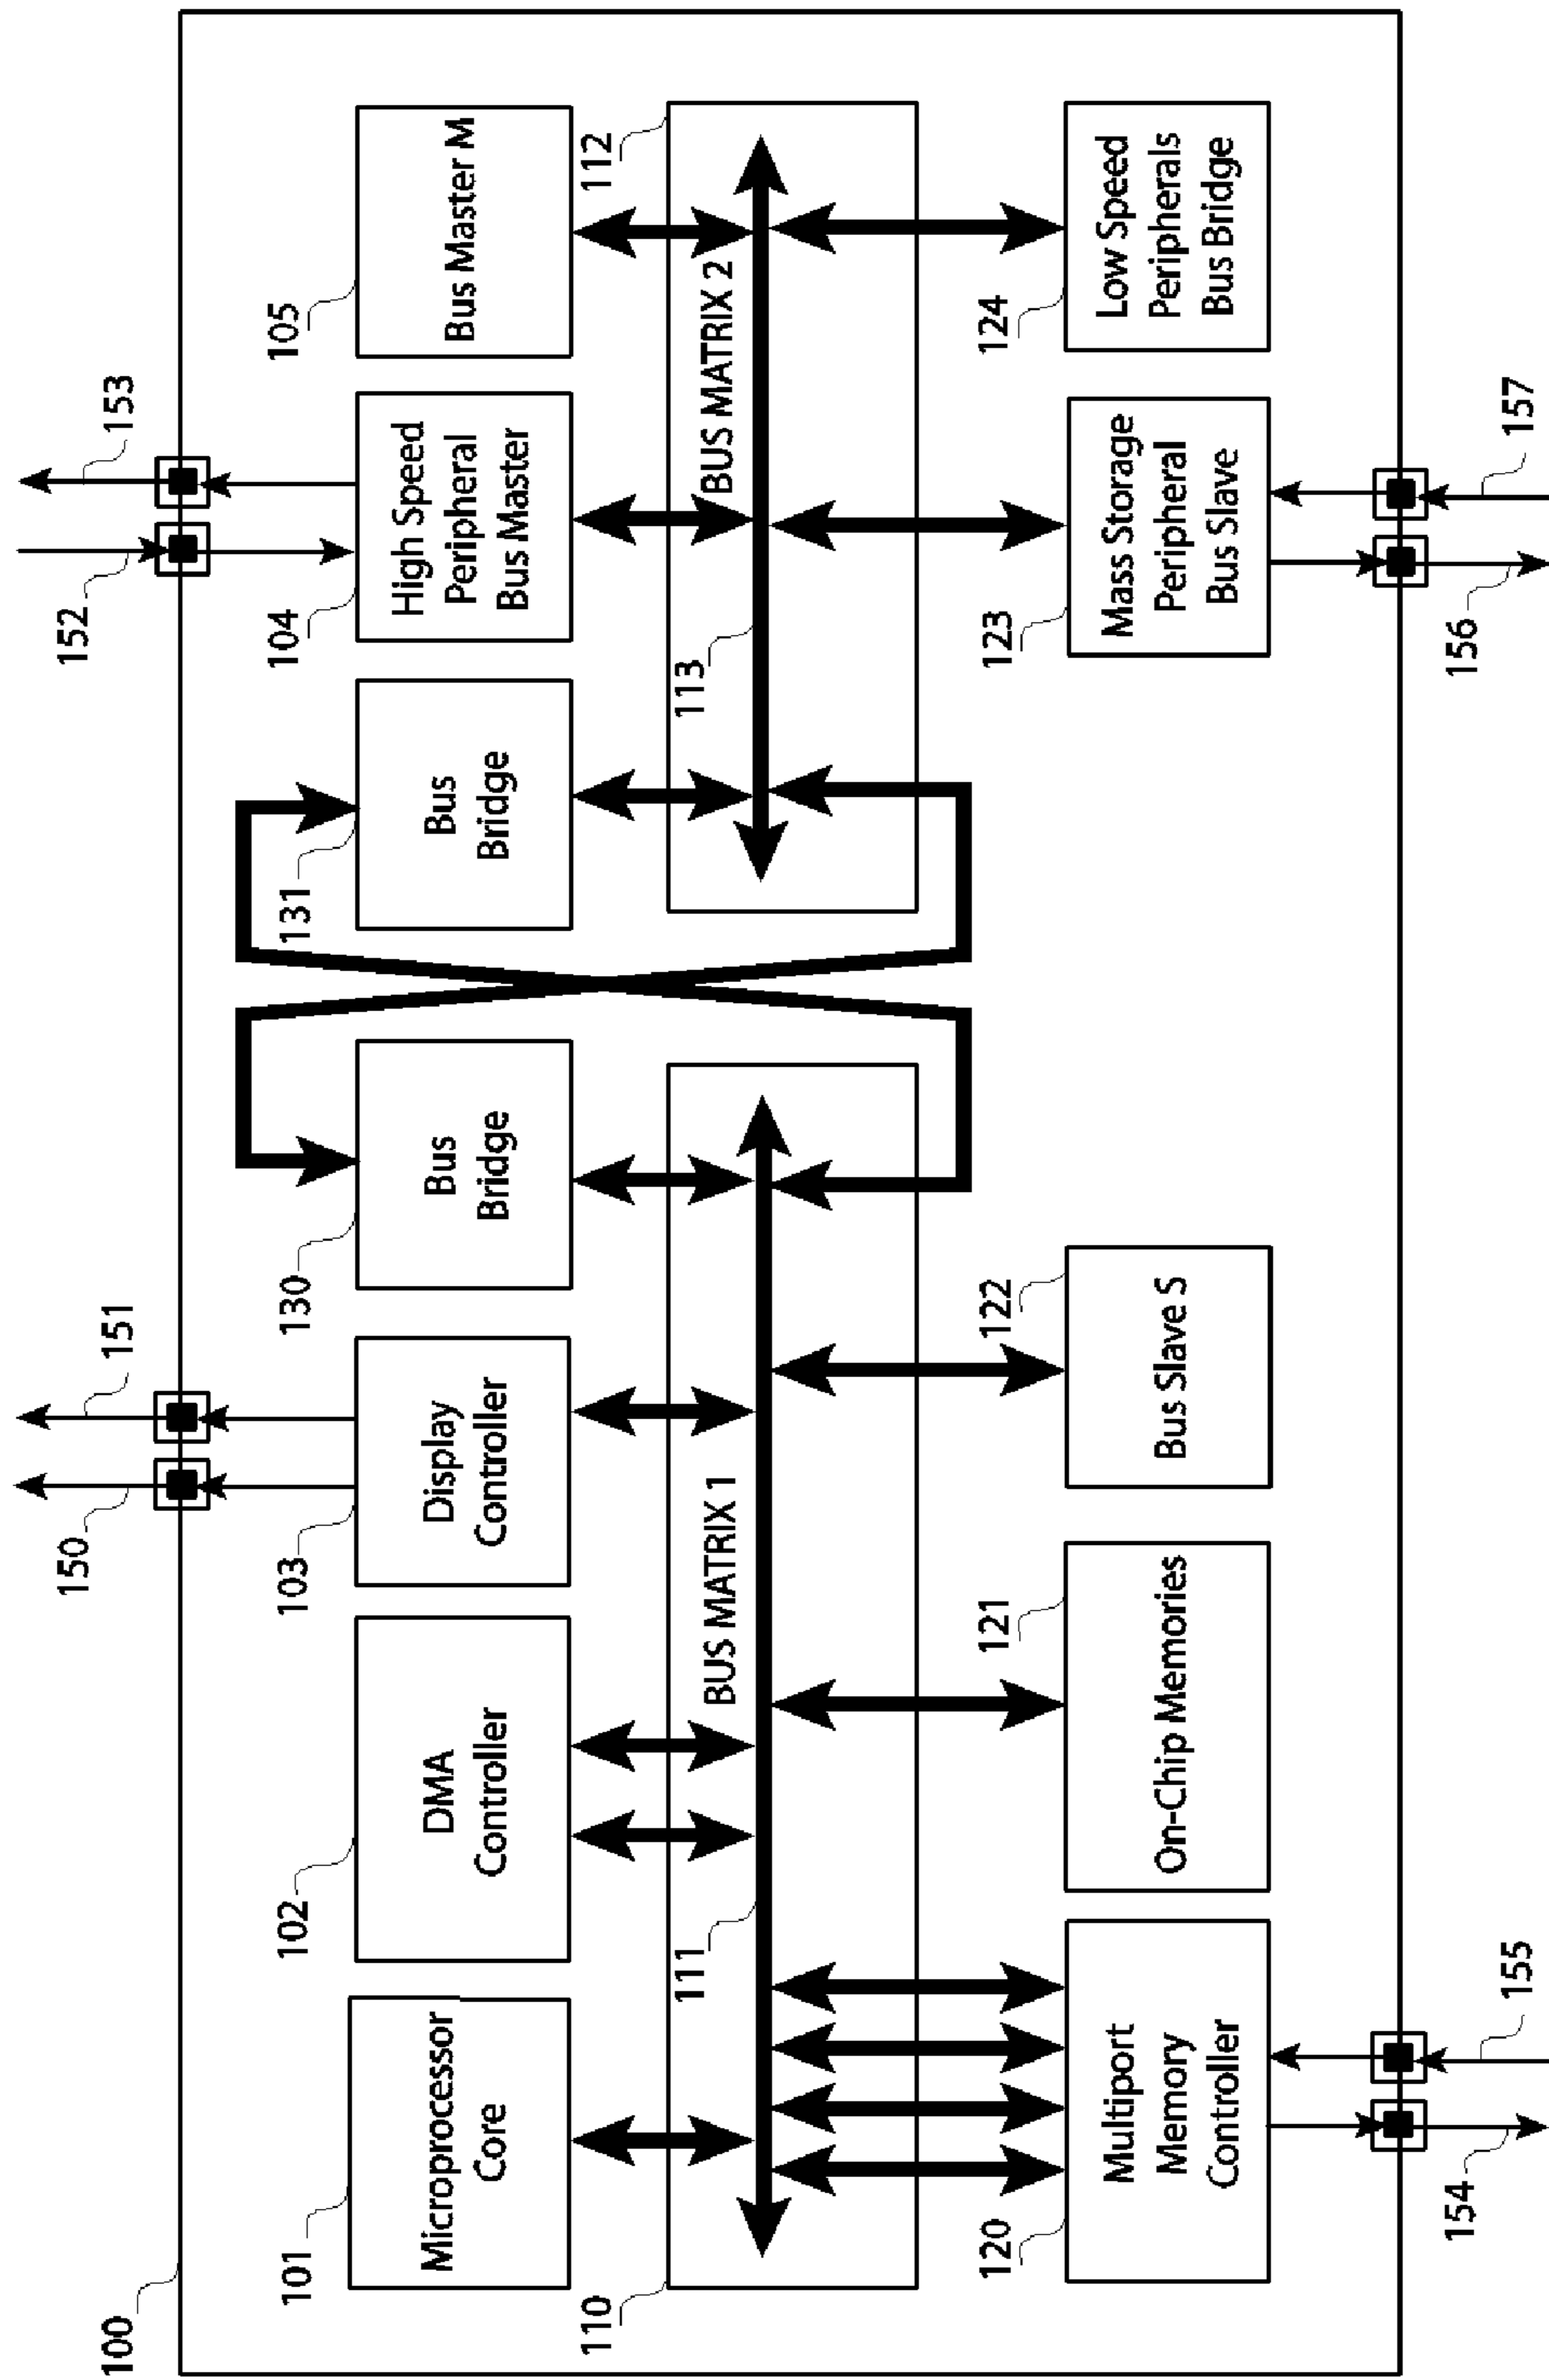 100
150
151
152
153
101
102
103
130
131
104
105
Microprocessor
Core
DMA
Controller
Display
Controller
Bus
Bridge
Bus
Bridge
High Speed
Peripheral
Bus Master
Bus Master M
110
111
BUS MATRIX 1
113
BUS MATRIX 2
112
120
121
122
123
124
Multiport
Memory
Controller
On-Chip Memories
Bus Slave S
Mass Storage
Peripheral
Bus Slave
Low Speed
Peripherals
Bus Bridge
154
155
156
157